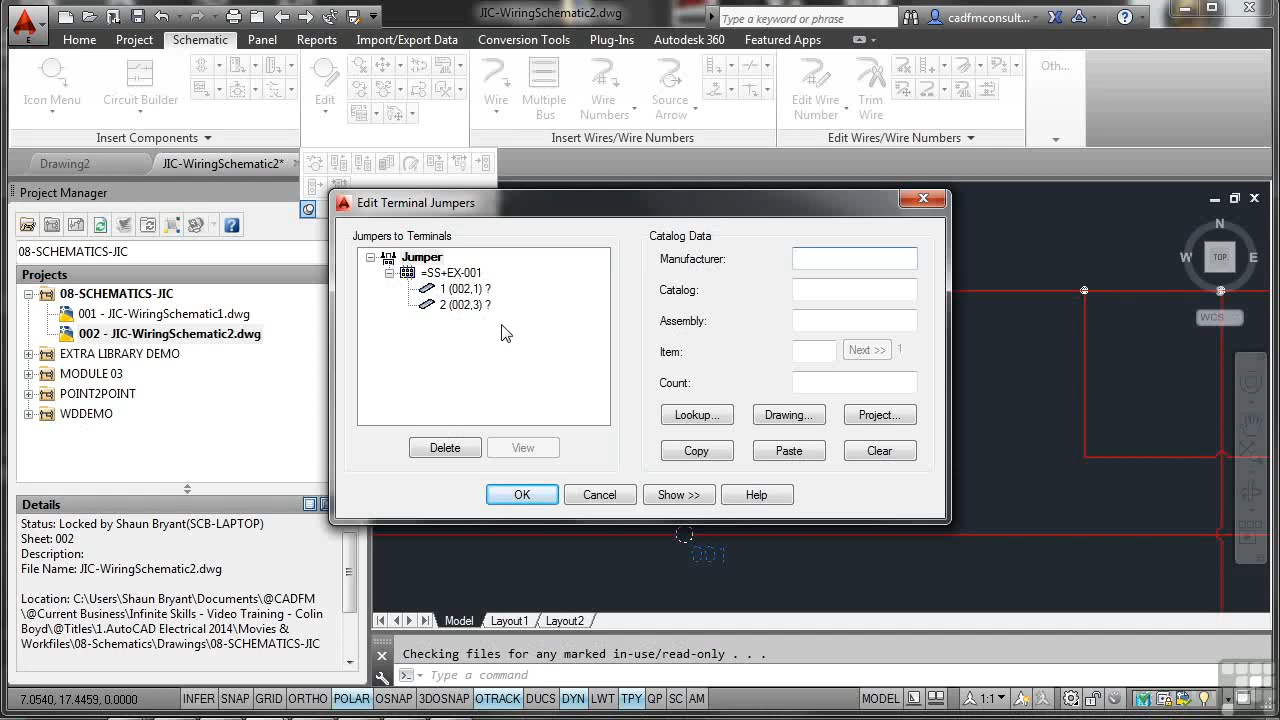 JIC-WiringSchematic2.dwg
Type a keyword or phrase
cadfmconsult...
E
Home
Project
Schematic
Panel
Reports
Import/Export Data
Conversion Tools
Plug-Ins
Autodesk 360
Featured Apps
Icon Menu
Circuit Builder
Edit
Wire
Multiple
Bus
Wire
Numbers
Source
Arrow
Edit Wire
Number
Trim
Wire
Oth...
Insert Components
Insert Wires/Wire Numbers
Edit Wires/Wire Numbers
Drawing2
JIC-WiringSchematic2*
Project Manager
08-SCHEMATICS-JIC
Projects
08-SCHEMATICS-JIC
001 - JIC-WiringSchematic1.dwg
002 - JIC-WiringSchematic2.dwg
EXTRA LIBRARY DEMO
MODULE 03
POINT2POINT
WDDEMO
Details
Status: Locked by Shaun Bryant(SCB-LAPTOP)
Sheet: 002
Description:
File Name: JIC-WiringSchematic2.dwg
Location: C:\Users\Shaun Bryant\Documents\@CADFM
\@Current Business\Infinite Skills - Video Training - Colin
Boyd\@Titles\1.AutoCAD Electrical 2014\Movies &
Workfiles\08-Schematics\Drawings\08-SCHEMATICS-JIC
Edit Terminal Jumpers
Jumpers to Terminals
Jumper
=SS+EX-001
1 (002,1) ?
2 (002,3) ?
Delete
View
Catalog Data
Manufacturer:
Catalog:
Assembly:
Item:
Next >>
1
Count:
Lookup...
Drawing...
Project...
Copy
Paste
Clear
OK
Cancel
Show >>
Help
N
W
TOP
E
S
WCS
001
Model
Layout1
Layout2
Checking files for any marked in-use/read-only . . .
Type a command
7.0540, 17.4459, 0.0000
INFER
SNAP
GRID
ORTHO
POLAR
OSNAP
3DOSNAP
OTRACK
DUCS
DYN
LWT
TPY
QP
SC
AM
MODEL
1:1